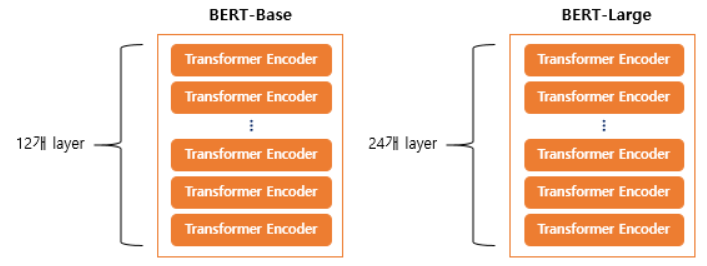 BERT-Base
Transformer Encoder
Transformer Encoder
⋮
Transformer Encoder
Transformer Encoder
Transformer Encoder
12개 layer
BERT-Large
Transformer Encoder
Transformer Encoder
⋮
Transformer Encoder
Transformer Encoder
Transformer Encoder
24개 layer